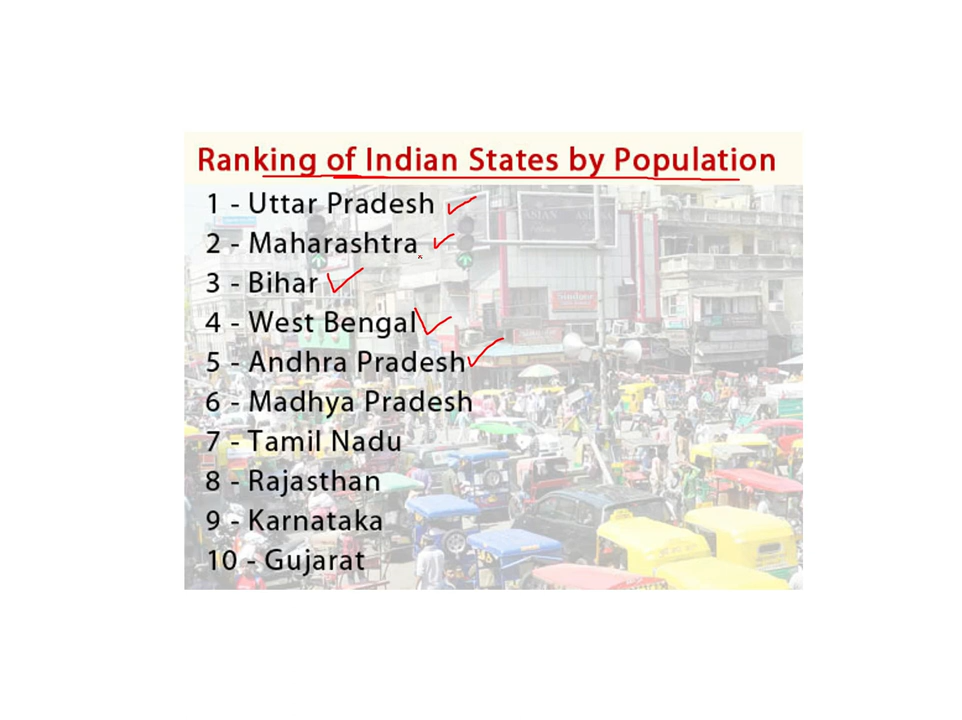 Ranking of Indian States by Population
1 - Uttar Pradesh
2 - Maharashtra
3 - Bihar
4 - West Bengal
5 - Andhra Pradesh
6 - Madhya Pradesh
7 - Tamil Nadu
8 - Rajasthan
9 - Karnataka
10 - Gujarat